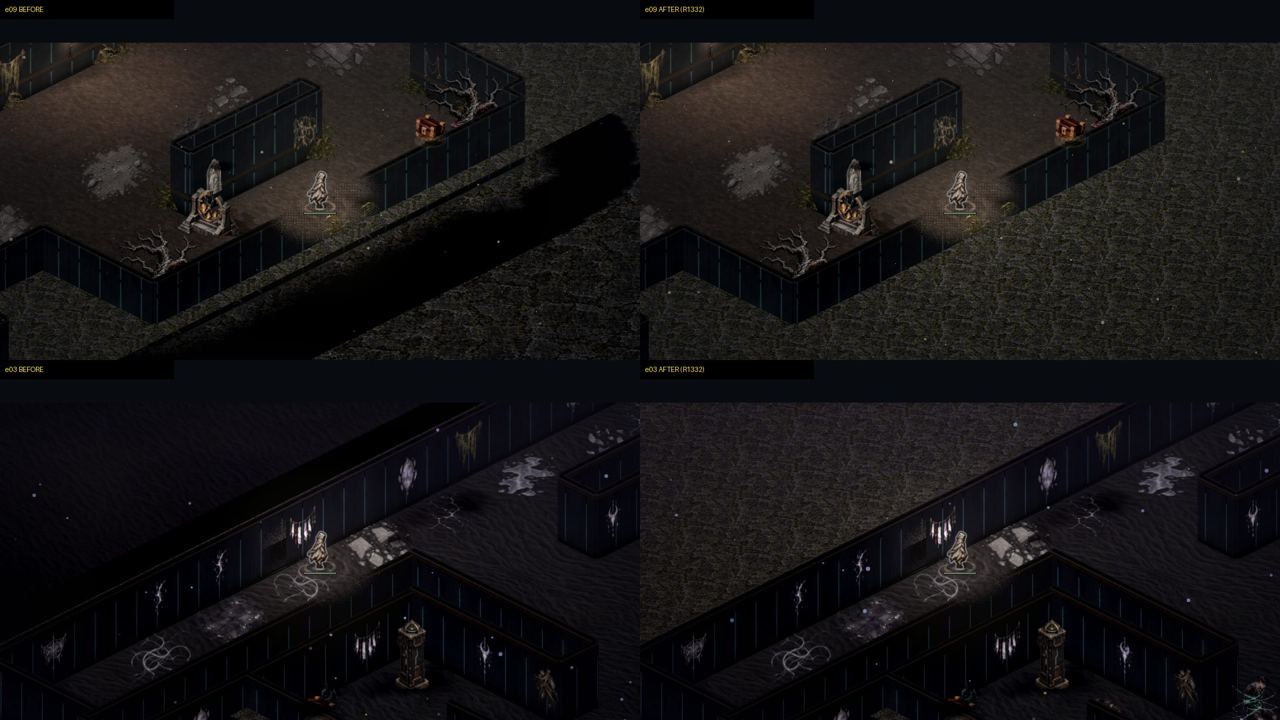 e09 BEFORE
e09 AFTER (R1332)
e03 BEFORE
e03 AFTER (R1332)